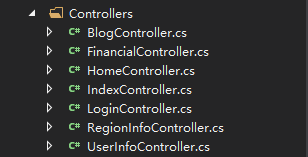 Controllers
C# BlogController.cs
C# FinancialController.cs
C# HomeController.cs
C# IndexController.cs
C# LoginController.cs
C# RegionInfoController.cs
C# UserInfoController.cs